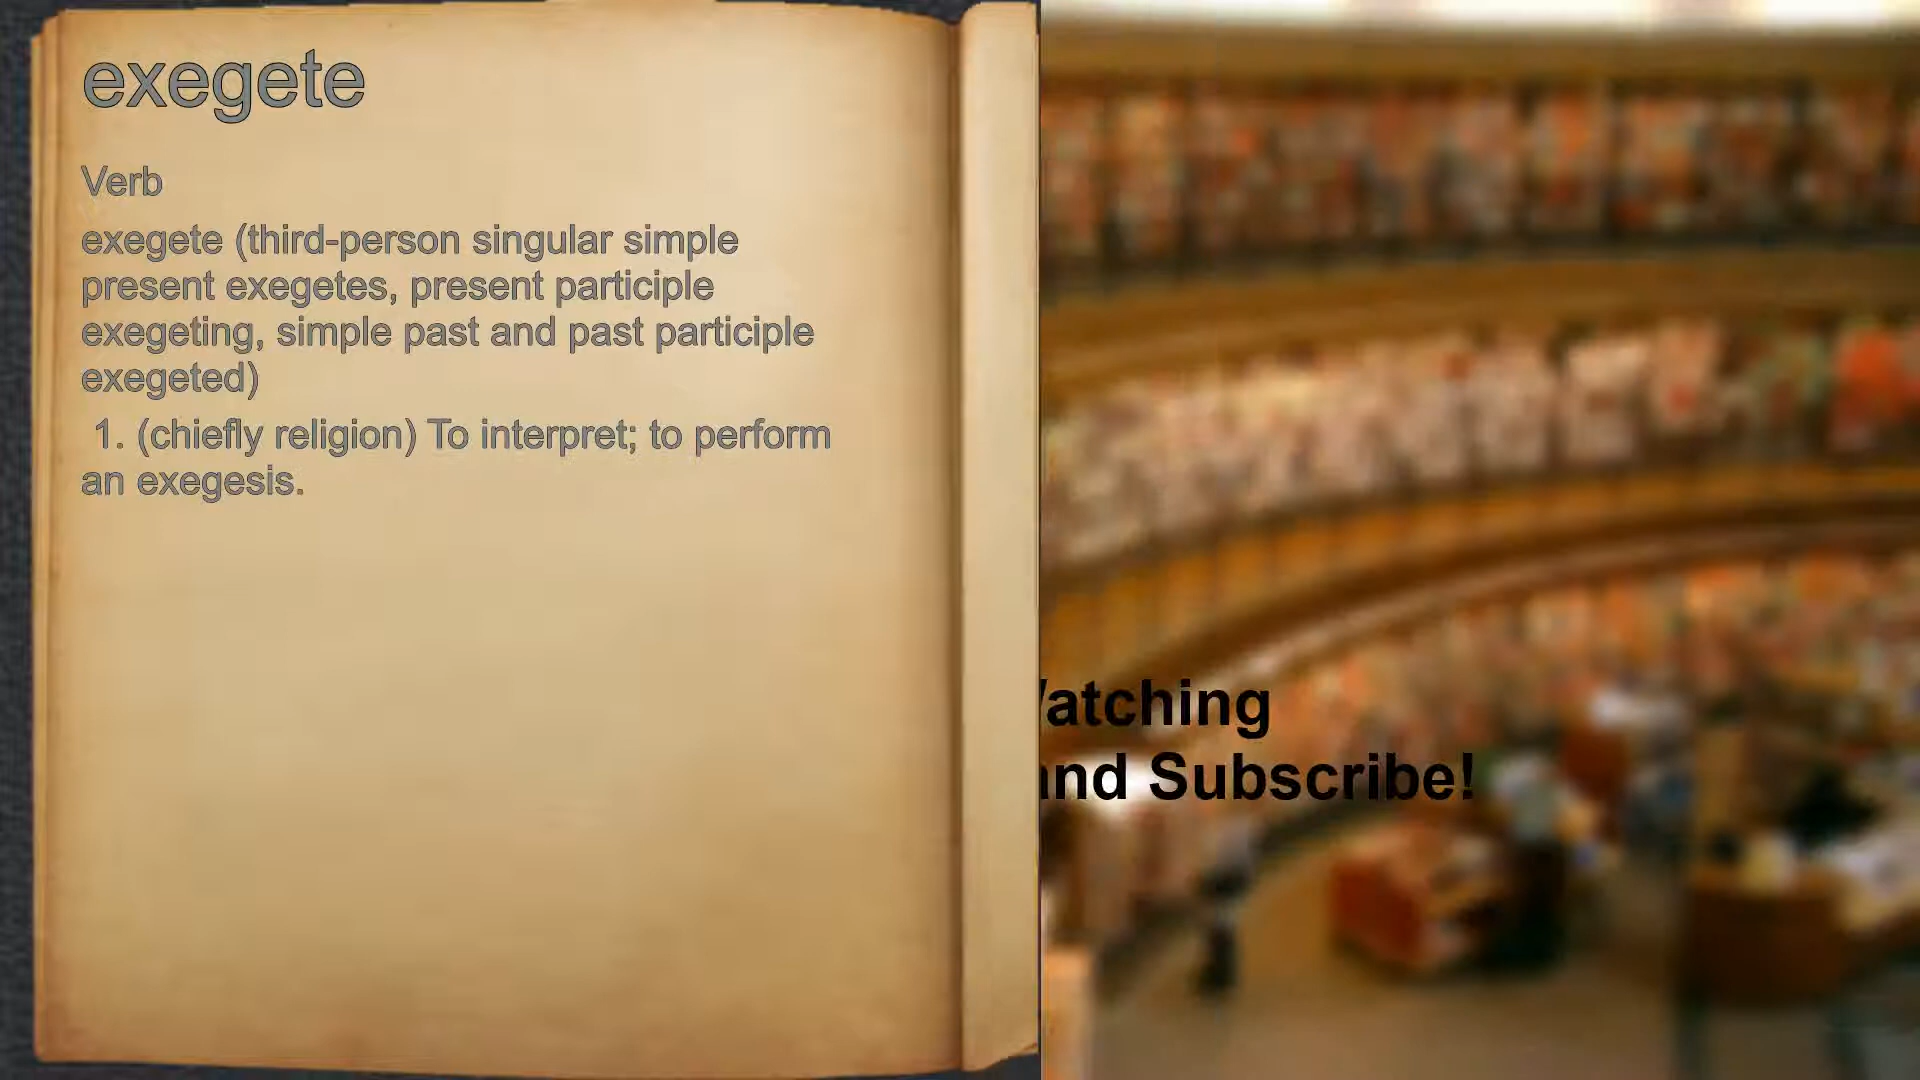 exegete
Verb
exegete (third-person singular simple
present exegetes, present participle
exegeting, simple past and past participle
exegeted)
1. (chiefly religion) To interpret; to perform
an exegesis.
atching
and Subscribe!